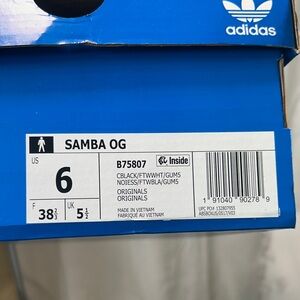 adidas
SAMBA OG
US
6
F
38⅔
UK
5½
B75807
Inside
CBLACK/FTWWHT/GUM5
NOIESS/FTWBLA/GUM5
ORIGINALS
ORIGINALS
MADE IN VIETNAM
FABRIQUÉ AU VIETNAM
1 91040 90278 9